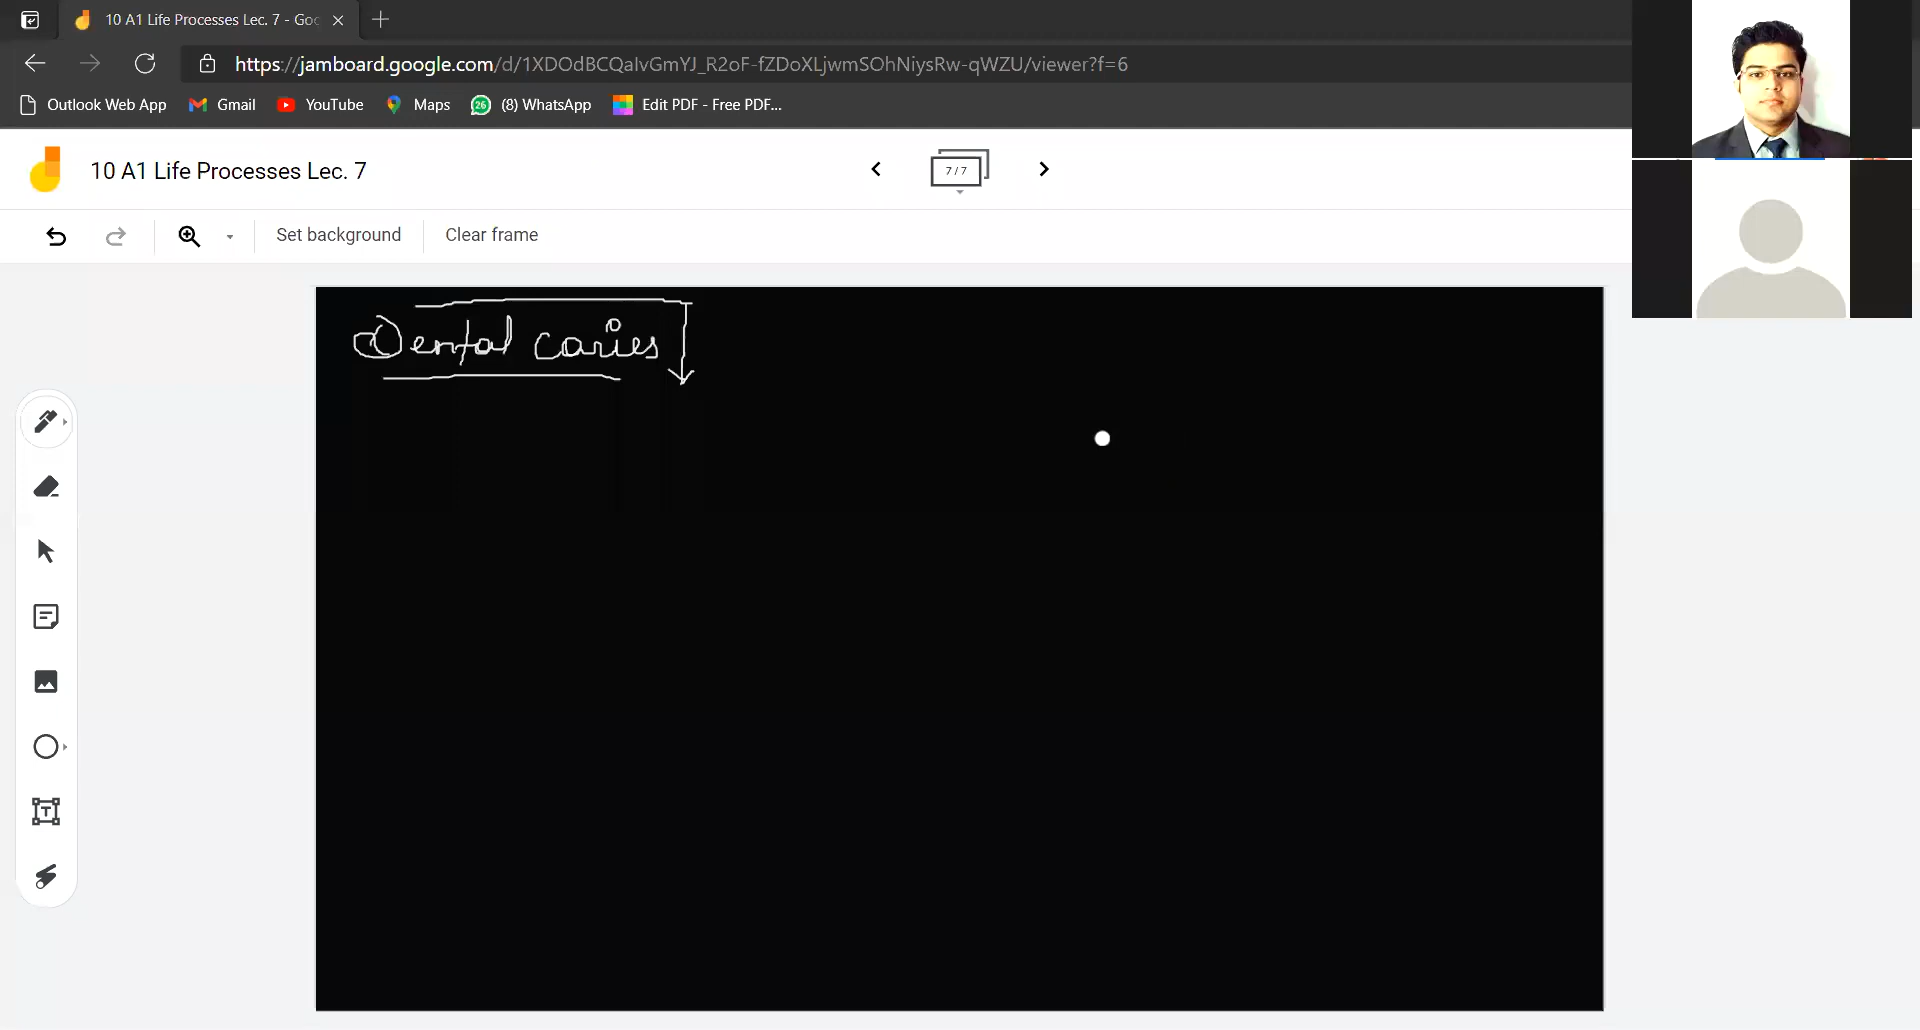 10 A1 Life Processes Lec. 7 - Goo
https://jamboard.google.com/d/1XDOdBCQaIvGmYJ_R2oF-fZDoXLjwmSOhNiysRw-qWZU/viewer?f=6
Outlook Web App Gmail YouTube Maps 26 (8) WhatsApp Edit PDF - Free PDF...
10 A1 Life Processes Lec. 7
7 / 7
Set background Clear frame
Dental caries
T